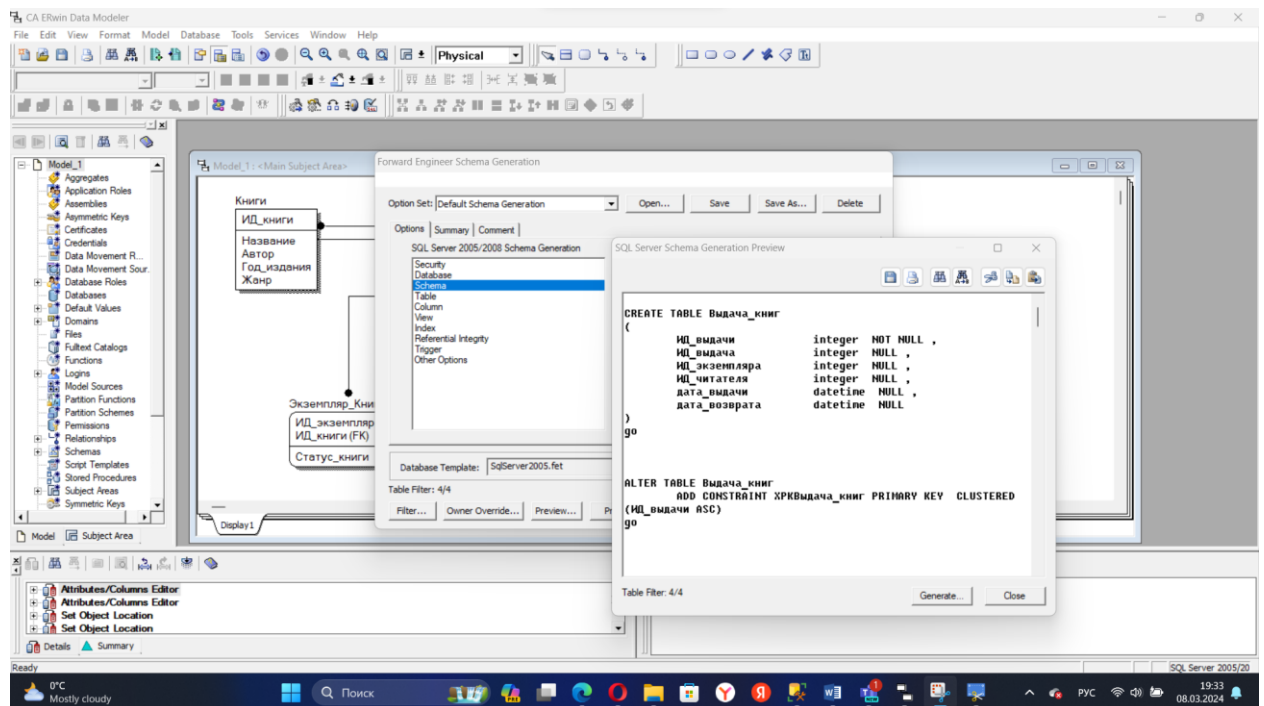 CA ERwin Data Modeler
File Edit View Format Model Database Tools Services Window Help
Physical
Model_1
Aggregates
Application Roles
Assemblies
Asymmetric Keys
Certificates
Credentials
Data Movement R...
Data Movement Sour.
Database Roles
Databases
Default Values
Domains
Files
Fulltext Catalogs
Functions
Logins
Model Sources
Partition Functions
Partition Schemes
Permissions
Relationships
Schemas
Script Templates
Stored Procedures
Subject Areas
Symmetric Keys
Model Subject Area
Model_1 : <Main Subject Area>
Книги
ИД_книги
Название
Автор
Год_издания
Жанр
Экземпляр_Кни
ИД_экземпляр
ИД_книги (FK)
Статус_книги
Display1
Forward Engineer Schema Generation
Option Set: Default Schema Generation Open... Save Save As... Delete
Options Summary Comment
SQL Server 2005/2008 Schema Generation
Security
Database
Schema
Table
Column
View
Index
Referential Integrity
Trigger
Other Options
Database Template: SqlServer2005.fet
Table Filter: 4/4
Filter... Owner Override... Preview... Pr
SQL Server Schema Generation Preview
CREATE TABLE Выдача_книг
(
ИД_выдачи integer NOT NULL ,
ИД_выдача integer NULL ,
ИД_экземпляра integer NULL ,
ИД_читателя integer NULL ,
дата_выдачи datetime NULL ,
дата_возврата datetime NULL
)
go
ALTER TABLE Выдача_книг
ADD CONSTRAINT XPKВыдача_книг PRIMARY KEY CLUSTERED
(ИД_выдачи ASC)
go
Table Filter: 4/4
Generate... Close
Attributes/Columns Editor
Attributes/Columns Editor
Set Object Location
Set Object Location
Details Summary
Ready
SQL Server 2005/20
0°C
Mostly cloudy
Поиск
1
РУС
19:33
08.03.2024